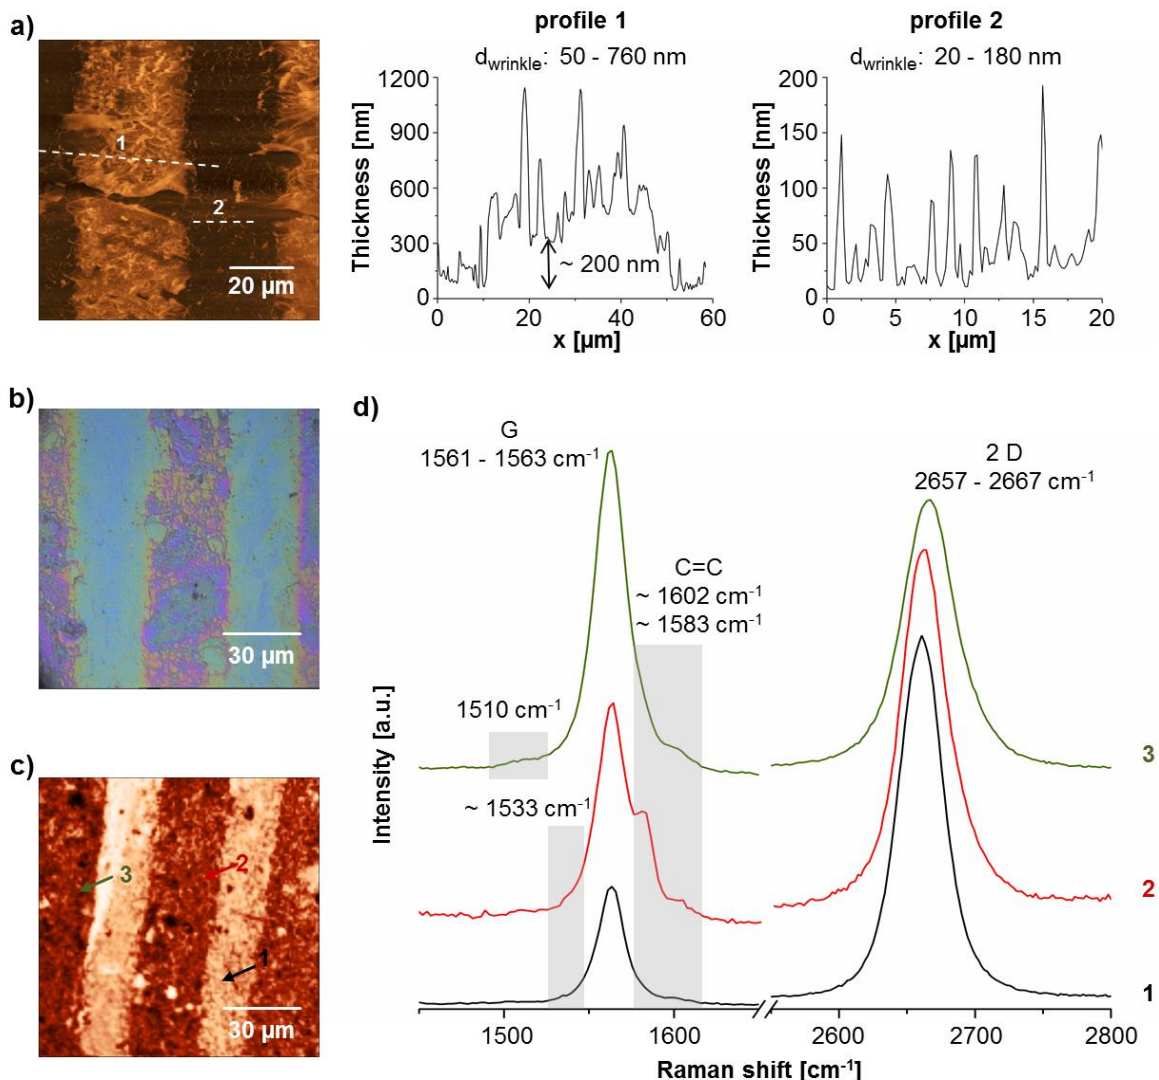 a)
1
2
20 µm
profile 1
d_wrinkle: 50 - 760 nm
Thickness [nm]
1200
900
600
300
0
~ 200 nm
0 20 40 60
x [µm]
profile 2
d_wrinkle: 20 - 180 nm
Thickness [nm]
200
150
100
50
0
0 5 10 15 20
x [µm]
b)
30 µm
c)
3
2
1
30 µm
d)
G
1561 - 1563 cm⁻¹
2 D
2657 - 2667 cm⁻¹
C=C
~ 1602 cm⁻¹
~ 1583 cm⁻¹
1510 cm⁻¹
~ 1533 cm⁻¹
Intensity [a.u.]
3
2
1
1500 1600 2600 2700 2800
Raman shift [cm⁻¹]